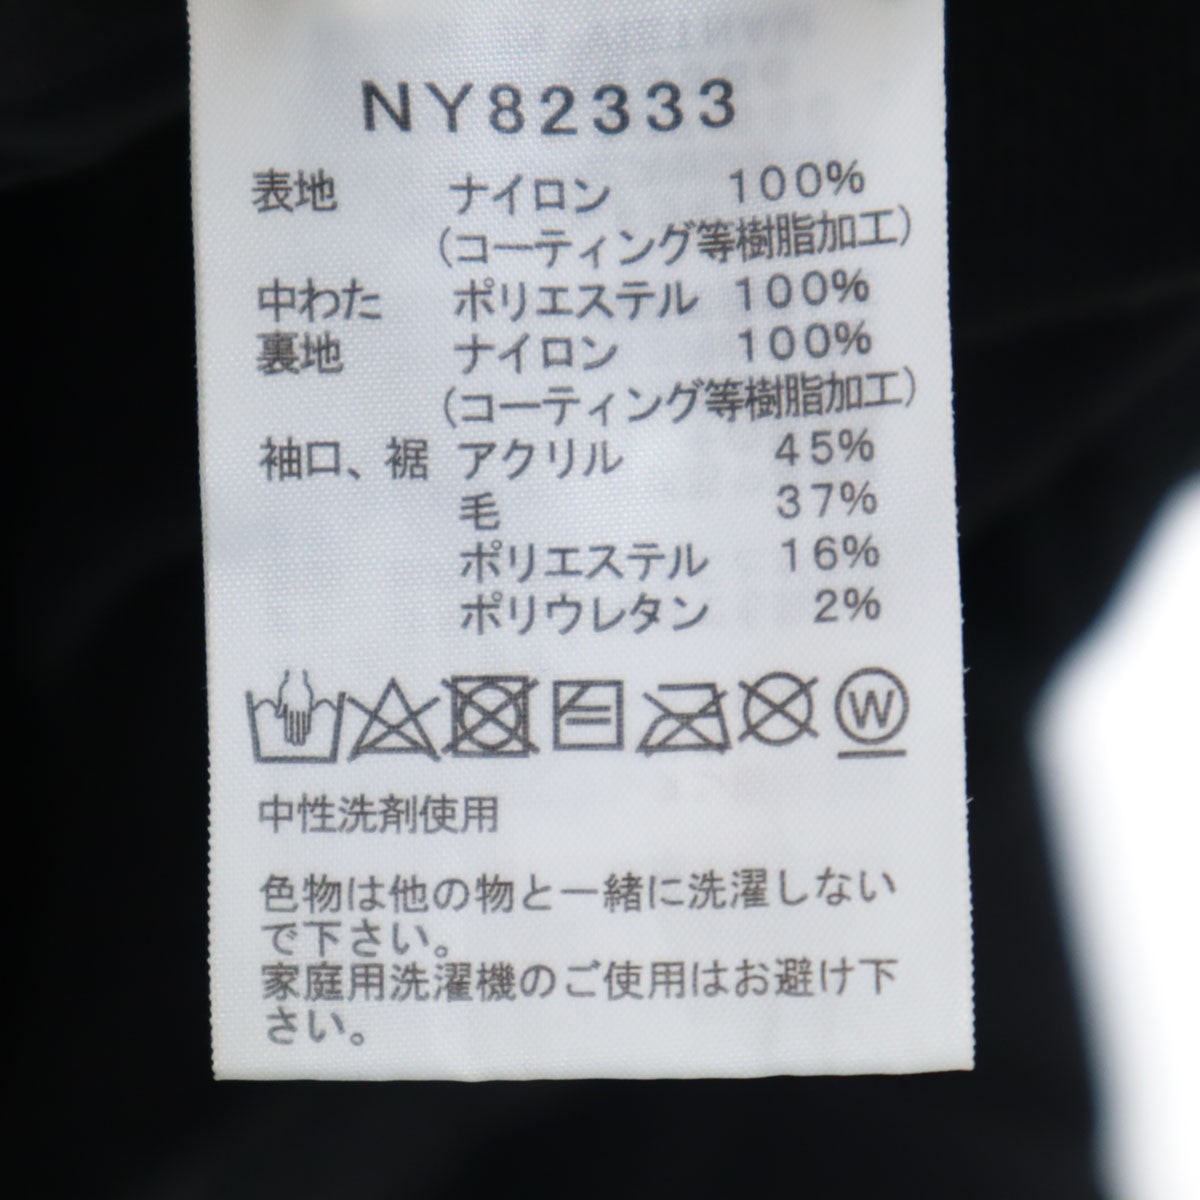 NY82333
表地 ナイロン 100%
(コーティング等樹脂加工)
中わた ポリエステル 100%
裏地 ナイロン 100%
(コーティング等樹脂加工)
袖口、裾 アクリル 45%
毛 37%
ポリエステル 16%
ポリウレタン 2%
W
中性洗剤使用
色物は他の物と一緒に洗濯しない
で下さい。
家庭用洗濯機のご使用はお避け下
さい。